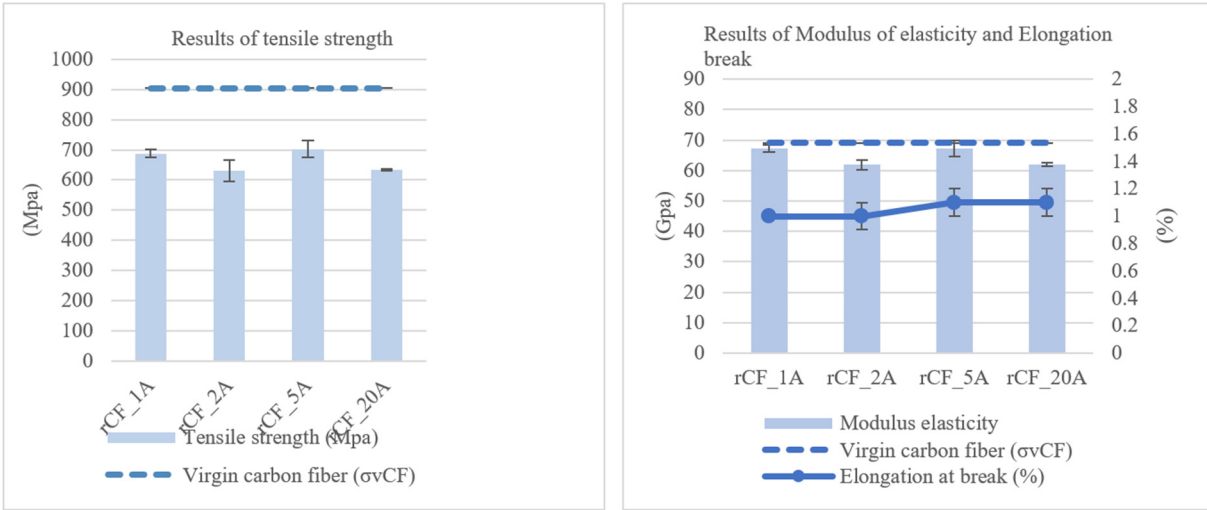 Results of tensile strength
1000
900
800
700
600
500
400
300
200
100
0
(Mpa)
rCF_1A
rCF_2A
rCF_5A
rCF_20A
Tensile strength (Mpa)
Virgin carbon fiber (σvCF)
Results of Modulus of elasticity and Elongation
break
90
80
70
60
50
40
30
20
10
0
(Gpa)
2
1.8
1.6
1.4
1.2
1
0.8
0.6
0.4
0.2
0
(%)
rCF_1A
rCF_2A
rCF_5A
rCF_20A
Modulus elasticity
Virgin carbon fiber (σvCF)
Elongation at break (%)